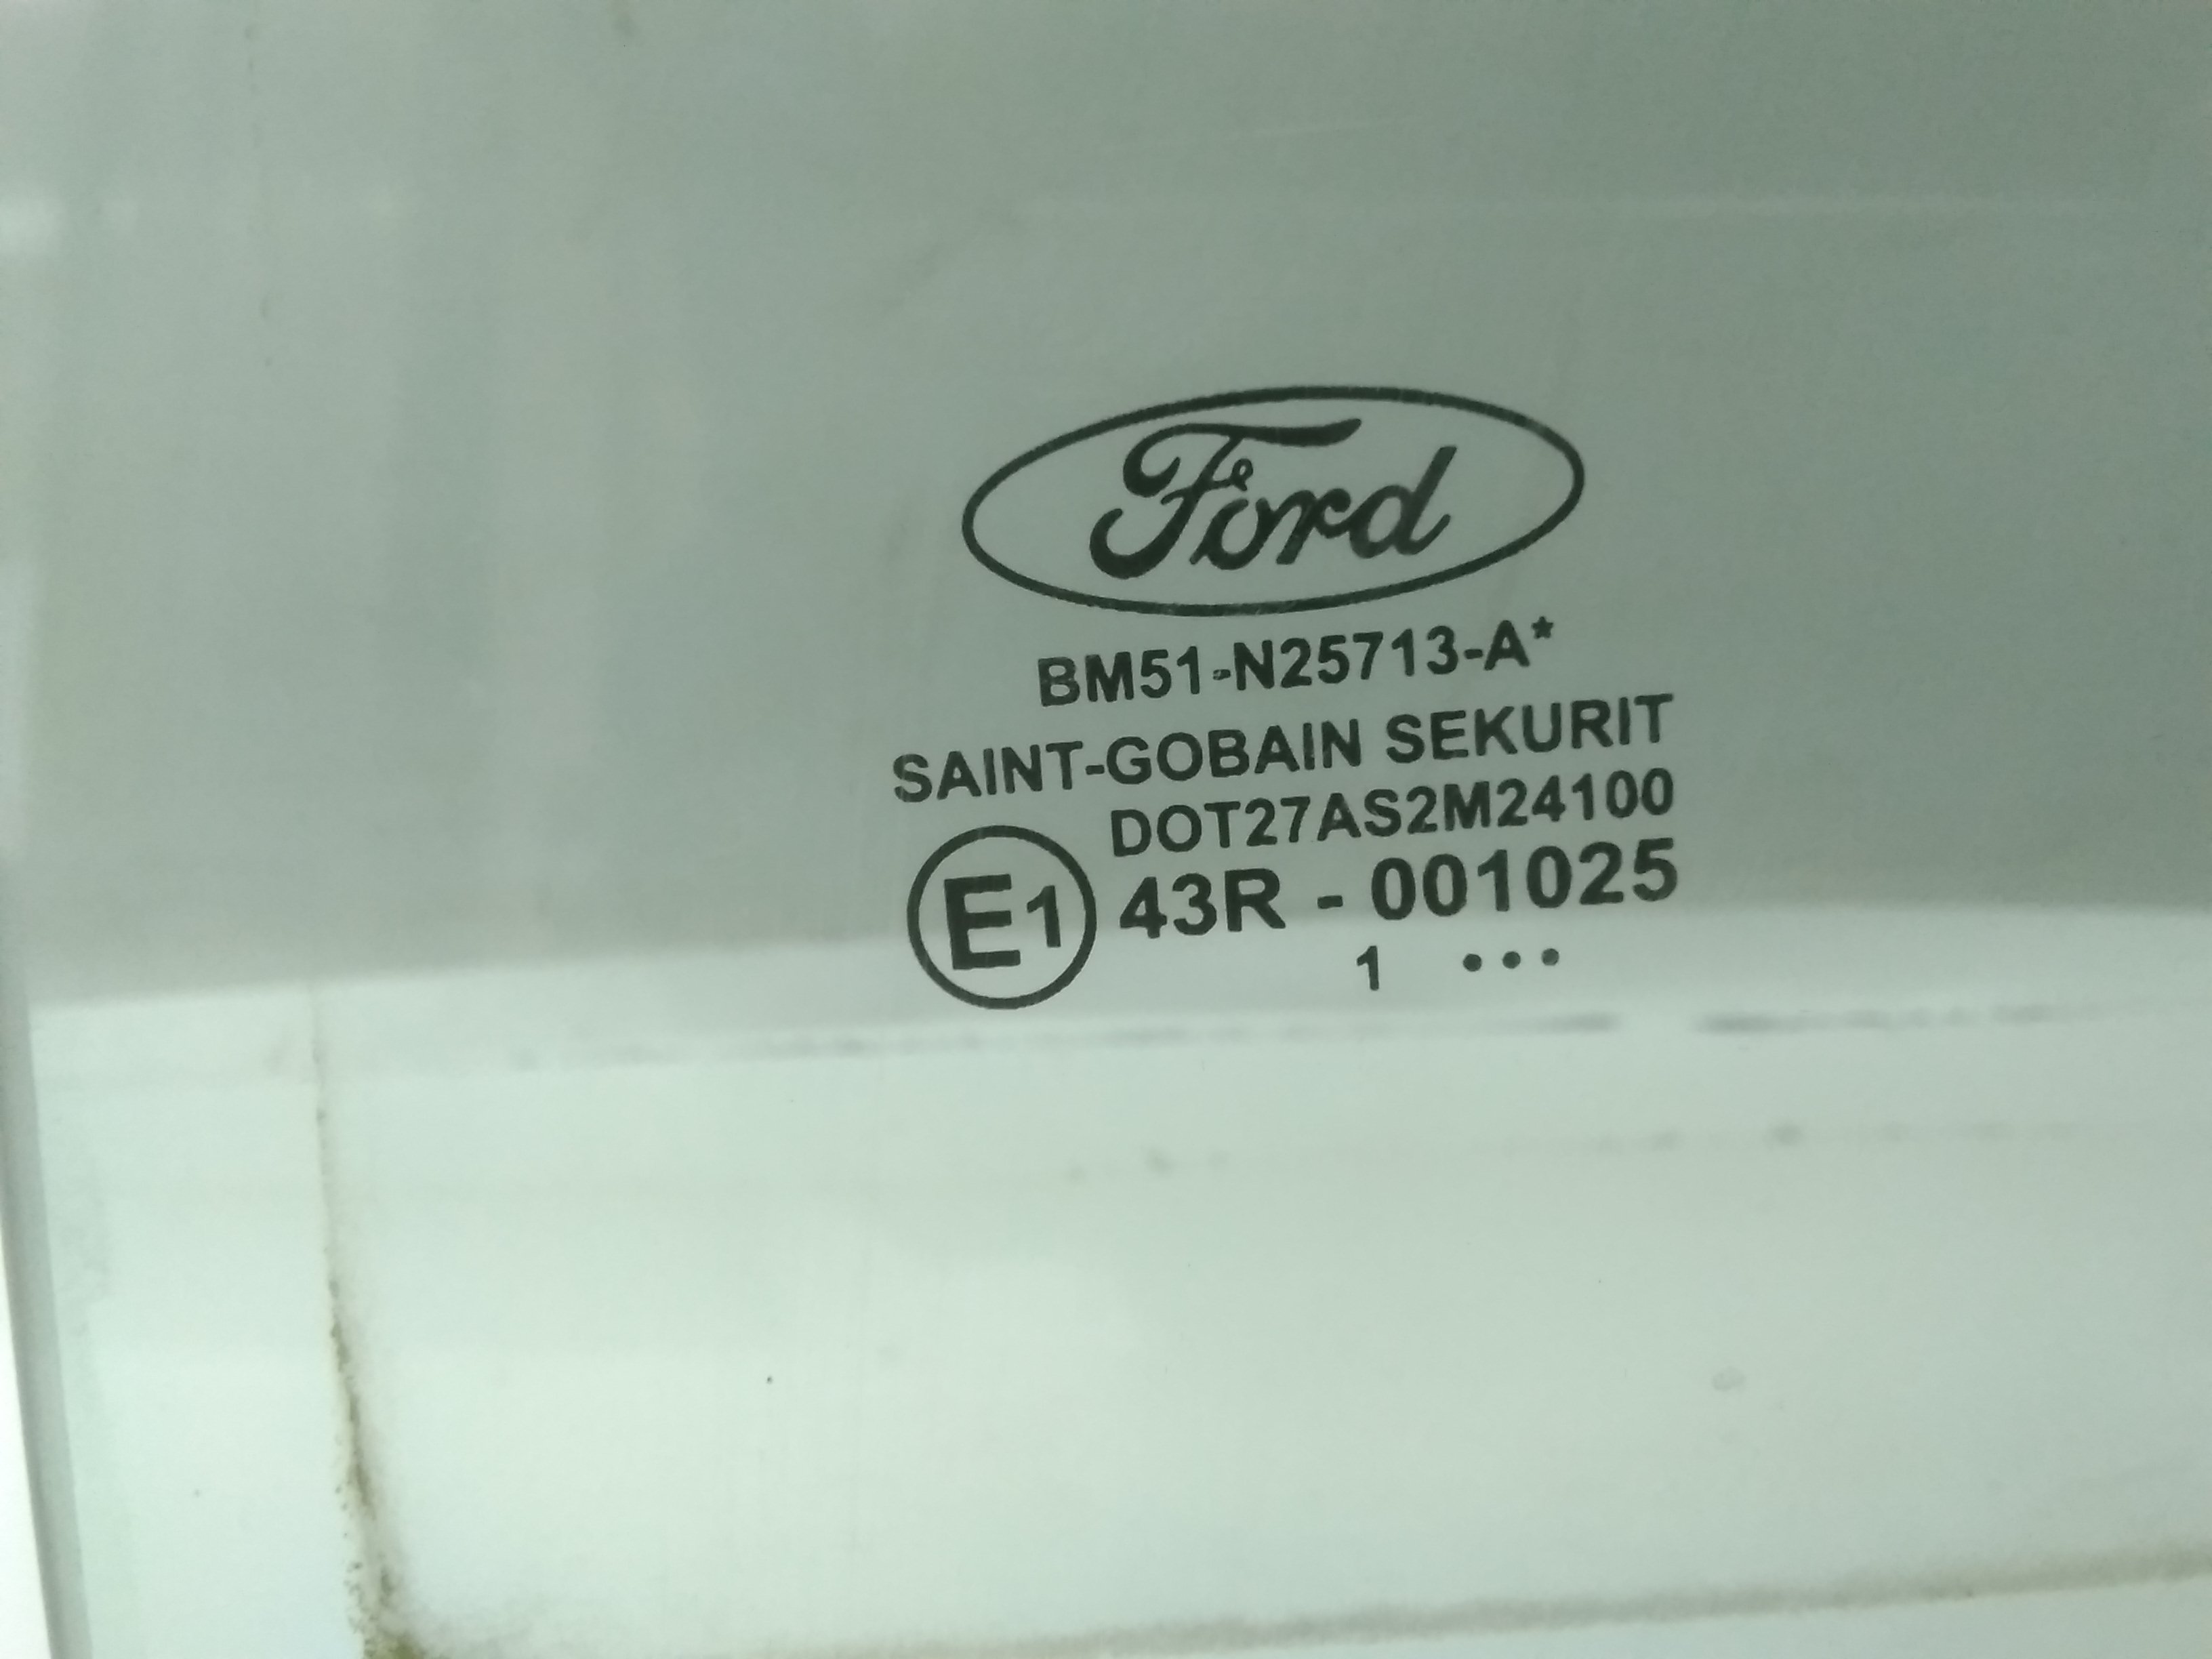 Ford
BM51-N25713-A*
SAINT-GOBAIN SEKURIT
DOT27AS2M24100
E1 43R - 001025
1 •••